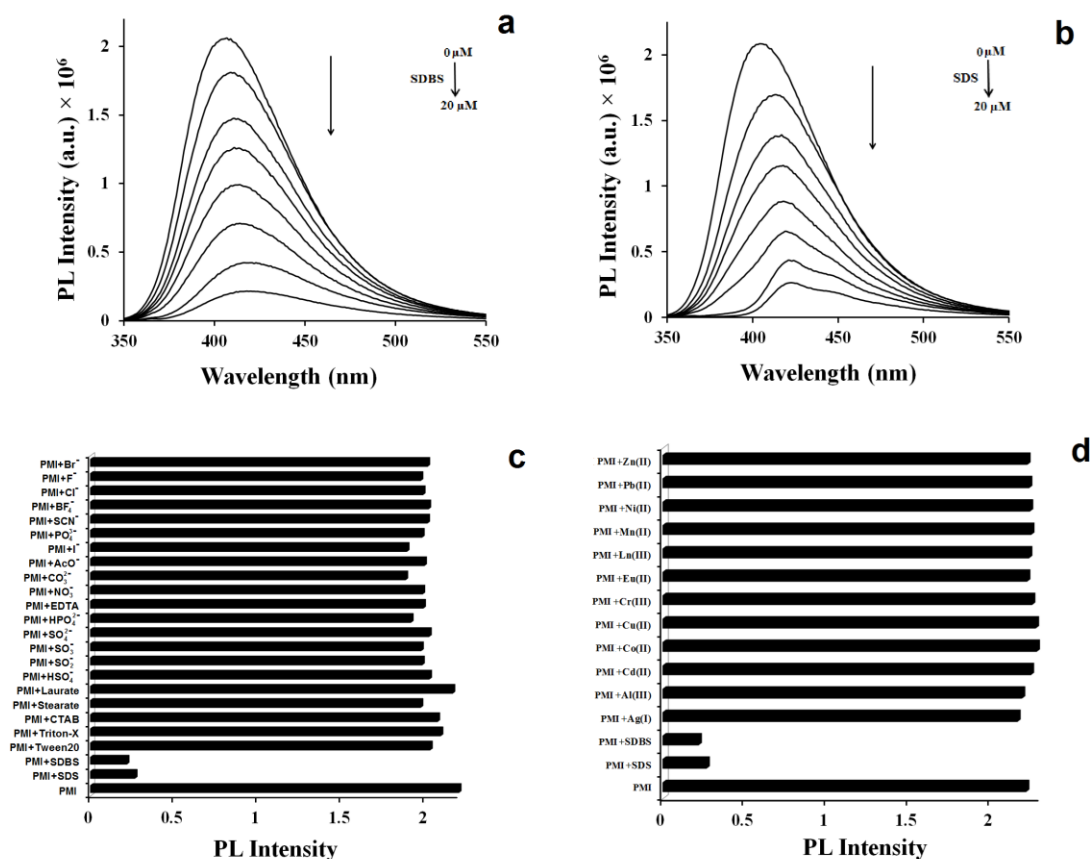 a
PL Intensity (a.u.) × 10⁶
2
1.5
1
0.5
0
350 400 450 500 550
Wavelength (nm)
SDBS
0 µM
20 µM
b
PL Intensity (a.u.) × 10⁶
2
1.5
1
0.5
0
350 400 450 500 550
Wavelength (nm)
SDS
0 µM
20 µM
c
PMI+Br⁻
PMI+F⁻
PMI+Cl⁻
PMI+BF₄⁻
PMI+SCN⁻
PMI+PO₄³⁻
PMI+I⁻
PMI+AcO⁻
PMI+CO₃²⁻
PMI+NO₃⁻
PMI+EDTA
PMI+HPO₄²⁻
PMI+SO₄²⁻
PMI+SO₃⁻
PMI+SO₂⁻
PMI+HSO₄⁻
PMI+Laurate
PMI+Stearate
PMI+CTAB
PMI+Triton-X
PMI+Tween20
PMI+SDBS
PMI+SDS
PMI
0 0.5 1 1.5 2
PL Intensity
d
PMI+Zn(II)
PMI+Pb(II)
PMI+Ni(II)
PMI+Mn(II)
PMI+Ln(III)
PMI+Eu(II)
PMI+Cr(III)
PMI+Cu(II)
PMI+Co(II)
PMI+Cd(II)
PMI+Al(III)
PMI+Ag(I)
PMI+SDBS
PMI+SDS
PMI
0 0.5 1 1.5 2
PL Intensity